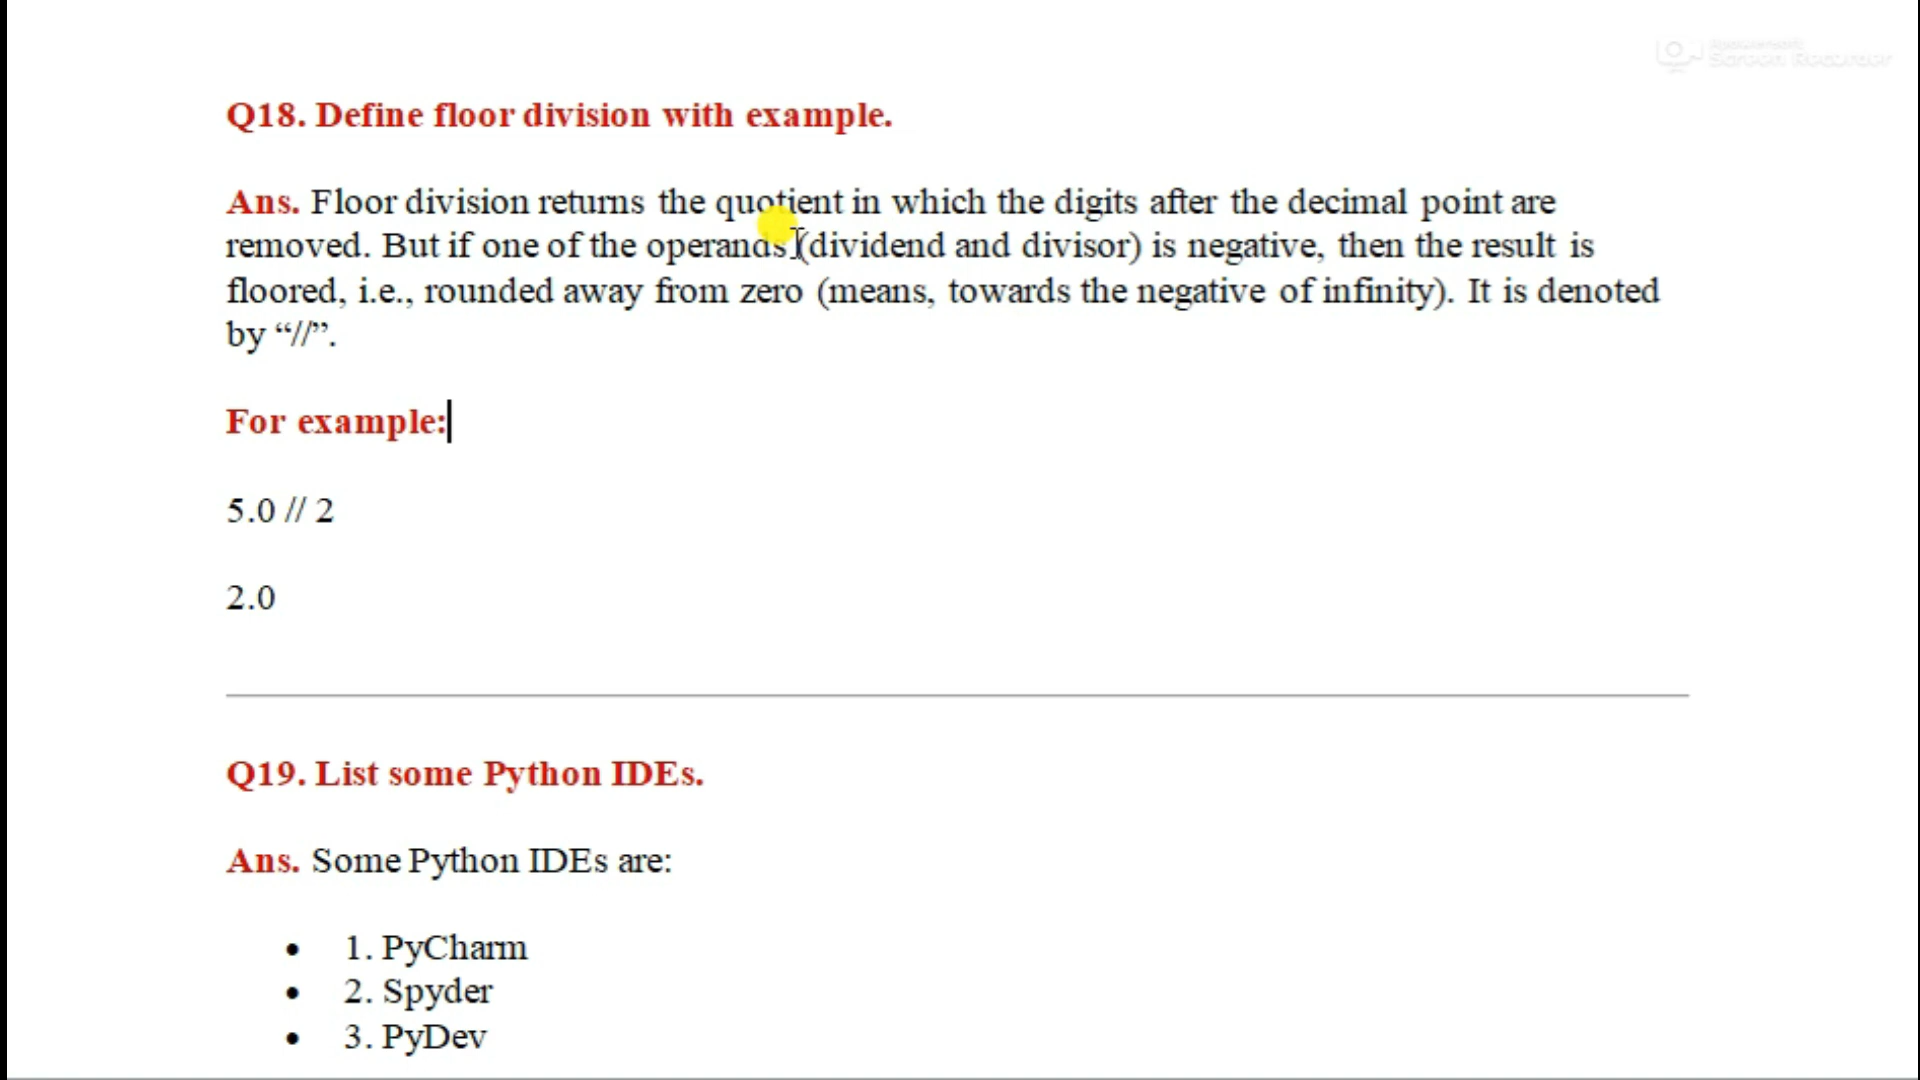 Apowersoft
Screen Recorder
Q18. Define floor division with example.
Ans. Floor division returns the quotient in which the digits after the decimal point are
removed. But if one of the operands (dividend and divisor) is negative, then the result is
floored, i.e., rounded away from zero (means, towards the negative of infinity). It is denoted
by “//”.
For example:
5.0 // 2
2.0
Q19. List some Python IDEs.
Ans. Some Python IDEs are:
• 1. PyCharm
• 2. Spyder
• 3. PyDev